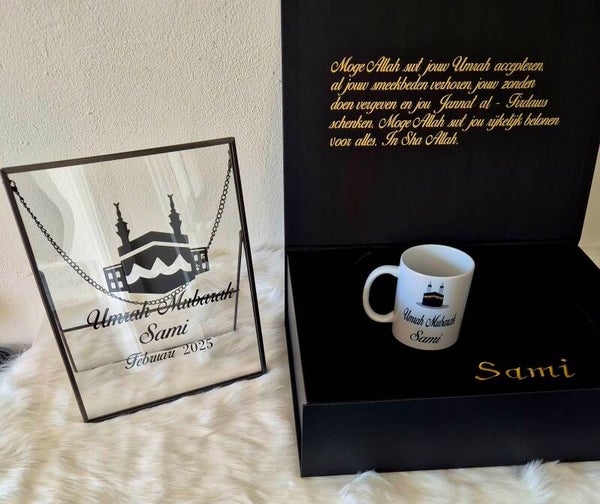 Moge Allah swt jouw Umrah accepteren,
al jouw smeekbeden verhoren, jouw zonden
doen vergeven en jou Jannat al - Firdaws
schenken. Moge Allah swt jou rijkelijk belonen
voor alles. In Sha Allah.
Umrah Mubarak
Sami
Februari 2025
Umrah Mubarak
Sami
Sami